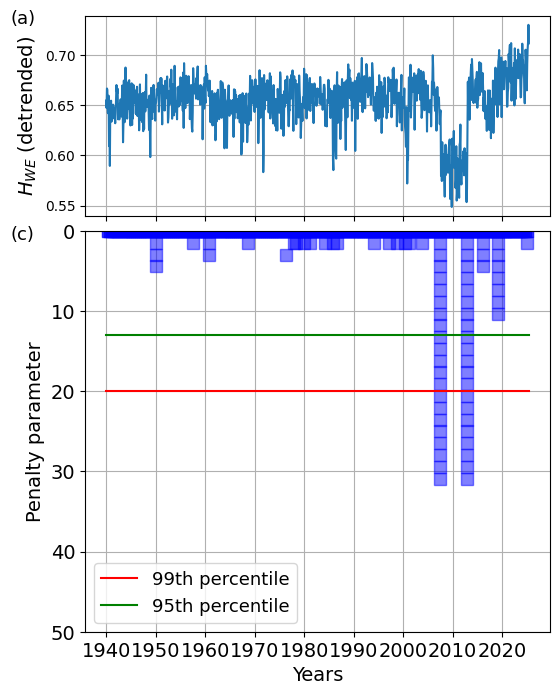 (a)
0.70
0.65
0.60
0.55
H_WE (detrended)
(c)
0
10
20
30
40
50
Penalty parameter
99th percentile
95th percentile
1940 1950 1960 1970 1980 1990 2000 2010 2020
Years